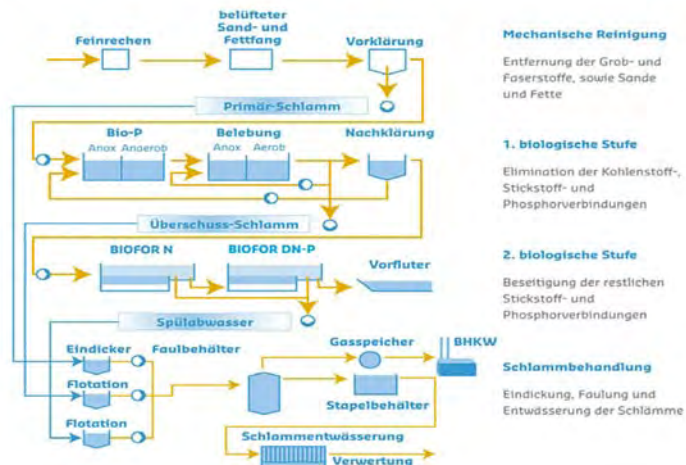 belüfteter
Sand- und
Fettfang
Feinrechen
Vorklärung
Mechanische Reinigung
Entfernung der Grob- und
Faserstoffe, sowie Sande
und Fette
Primär-Schlamm
Bio-P
Anox Anaerob
Belebung
Anox Aerob
Nachklärung
1. biologische Stufe
Elimination der Kohlenstoff-,
Stickstoff- und
Phosphorverbindungen
Überschuss-Schlamm
BIOFOR N
BIOFOR DN-P
Vorfluter
2. biologische Stufe
Beseitigung der restlichen
Stickstoff- und
Phosphorverbindungen
Spülabwasser
Eindicker
Faulbehälter
Gasspeicher
BHKW
Flotation
Stapelbehälter
Flotation
Schlammentwässerung
Verwertung
Schlammbehandlung
Eindickung, Faulung und
Entwässerung der Schlämme